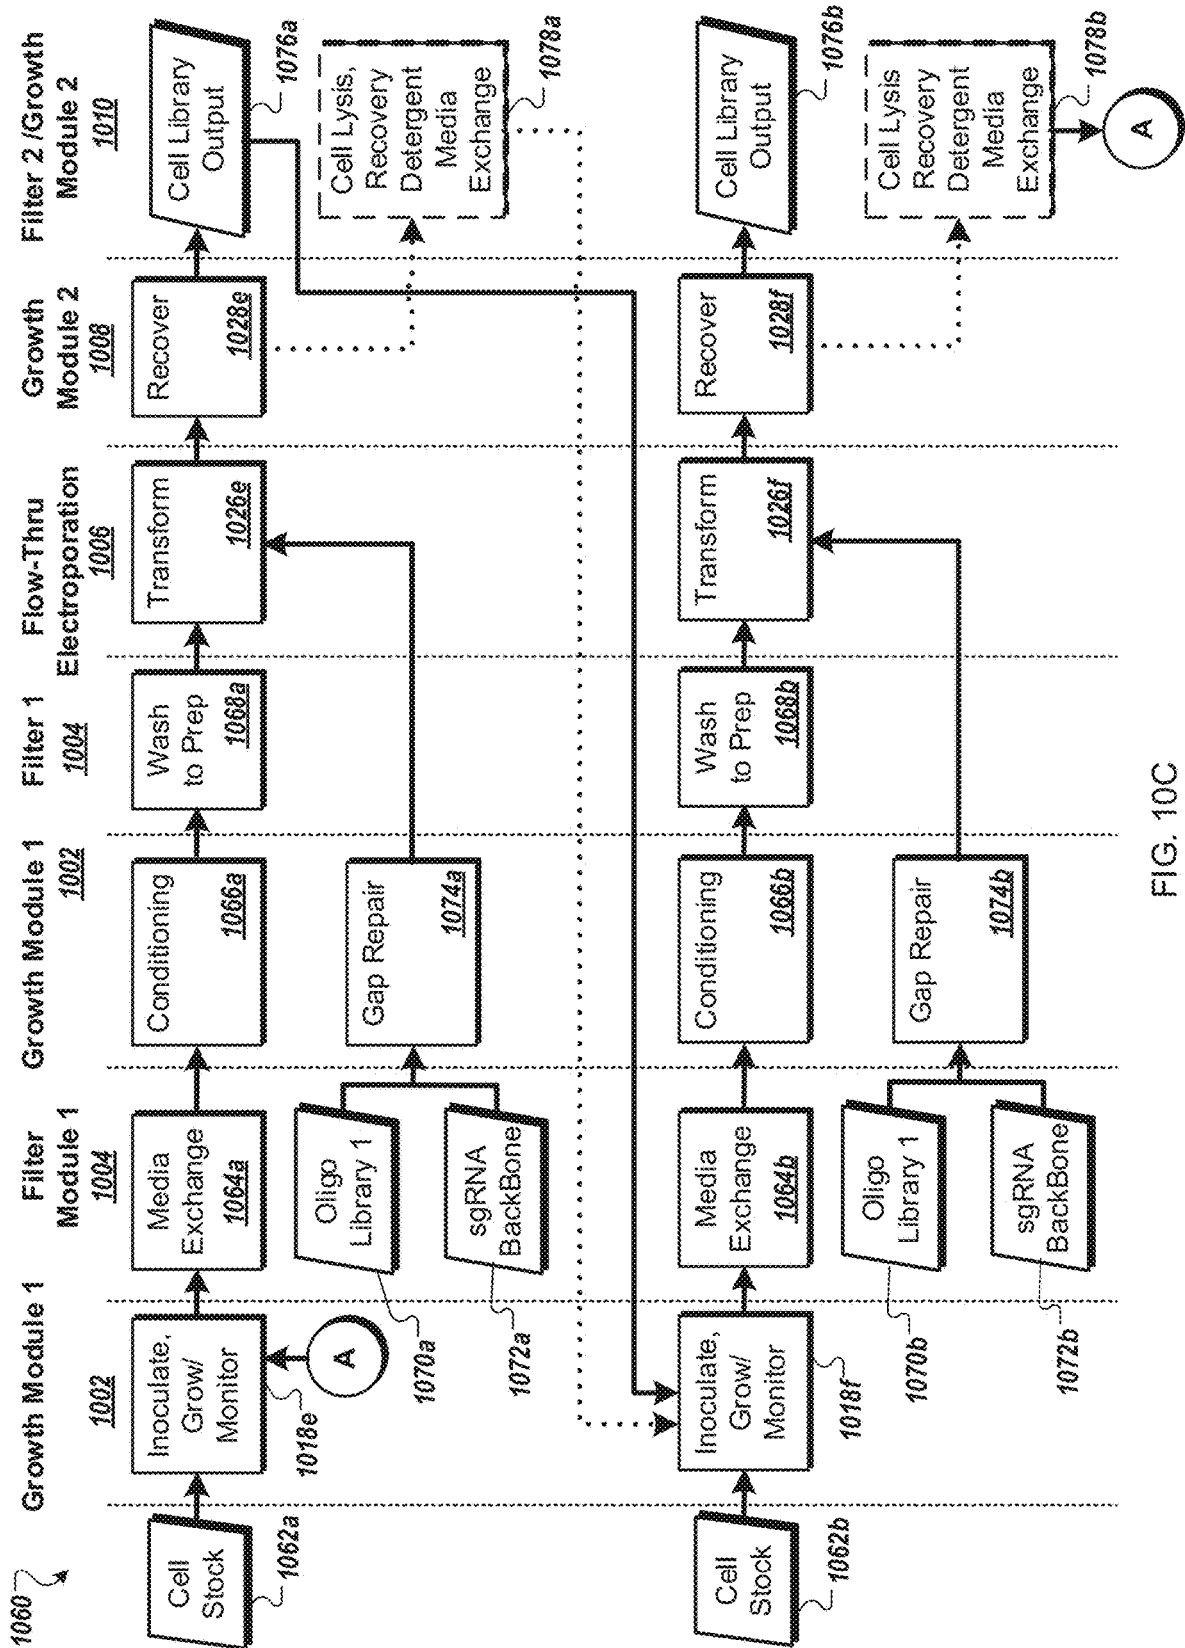 1060
Growth Module 1
1002
Filter
Module 1
1004
Growth Module 1
1002
Filter 1
1004
Flow-Thru
Electroporation
1006
Growth
Module 2
1008
Filter 2 /Growth
Module 2
1010
Cell
Stock
1062a
Inoculate,
Grow/
Monitor
1018e
A
Media
Exchange
1064a
Conditioning
1066a
Wash
to Prep
1068a
Transform
1026e
Recover
1028e
Cell Library
Output
1076a
Oligo
Library 1
1070a
sgRNA
BackBone
1072a
Gap Repair
1074a
Cell Lysis,
Recovery
Detergent
Media
Exchange
1078a
Cell
Stock
1062b
Inoculate,
Grow/
Monitor
1018f
Media
Exchange
1064b
Conditioning
1066b
Wash
to Prep
1068b
Transform
1026f
Recover
1028f
Cell Library
Output
1076b
Oligo
Library 1
1070b
sgRNA
BackBone
1072b
Gap Repair
1074b
Cell Lysis
Recovery
Detergent
Media
Exchange
1078b
A
FIG. 10C